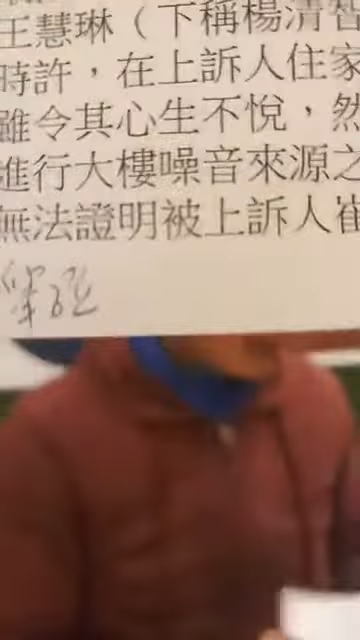 王慧琳（下稱楊清
時許，在上訴人住家
雖令其心生不悅，然
進行大樓噪音來源之
無法證明被上訴人崔